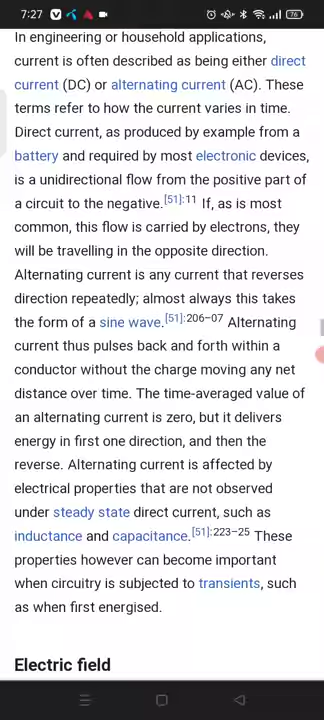 7:27
76
In engineering or household applications,
current is often described as being either direct
current (DC) or alternating current (AC). These
terms refer to how the current varies in time.
Direct current, as produced by example from a
battery and required by most electronic devices,
is a unidirectional flow from the positive part of
a circuit to the negative.[51]:11 If, as is most
common, this flow is carried by electrons, they
will be travelling in the opposite direction.
Alternating current is any current that reverses
direction repeatedly; almost always this takes
the form of a sine wave.[51]:206–07 Alternating
current thus pulses back and forth within a
conductor without the charge moving any net
distance over time. The time-averaged value of
an alternating current is zero, but it delivers
energy in first one direction, and then the
reverse. Alternating current is affected by
electrical properties that are not observed
under steady state direct current, such as
inductance and capacitance.[51]:223–25 These
properties however can become important
when circuitry is subjected to transients, such
as when first energised.
Electric field